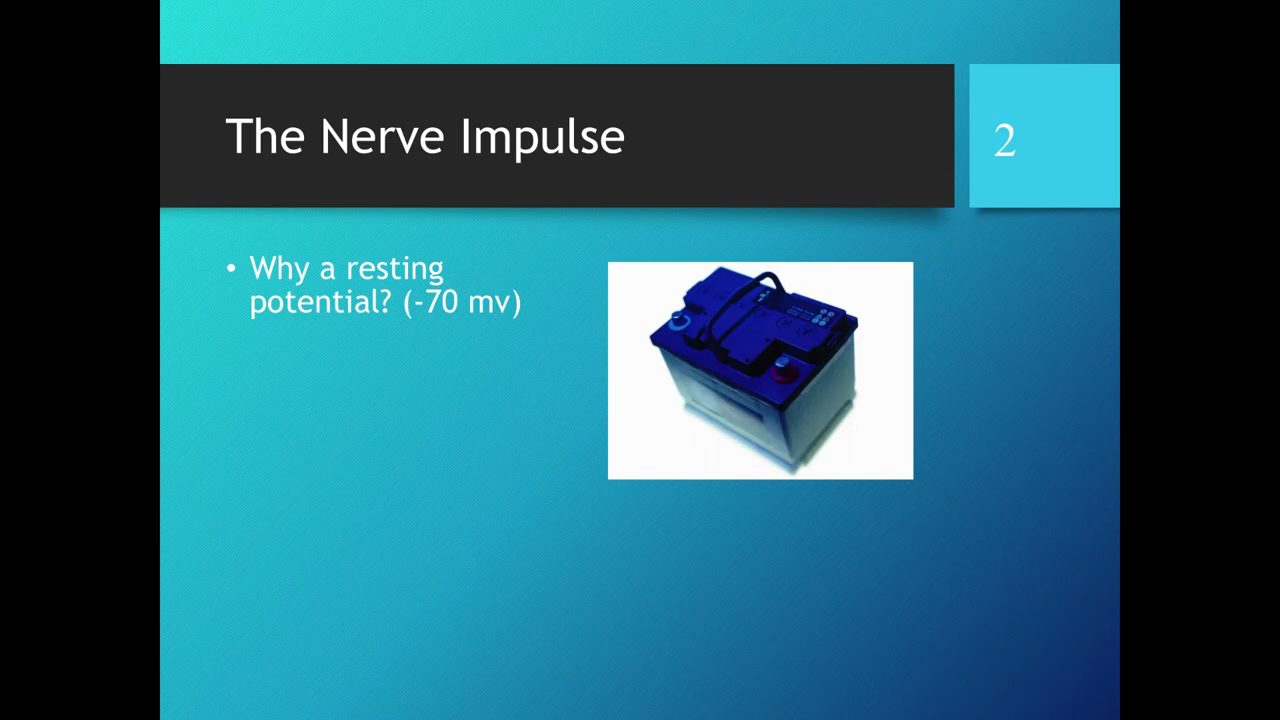 The Nerve Impulse
2
• Why a resting
potential? (-70 mv)